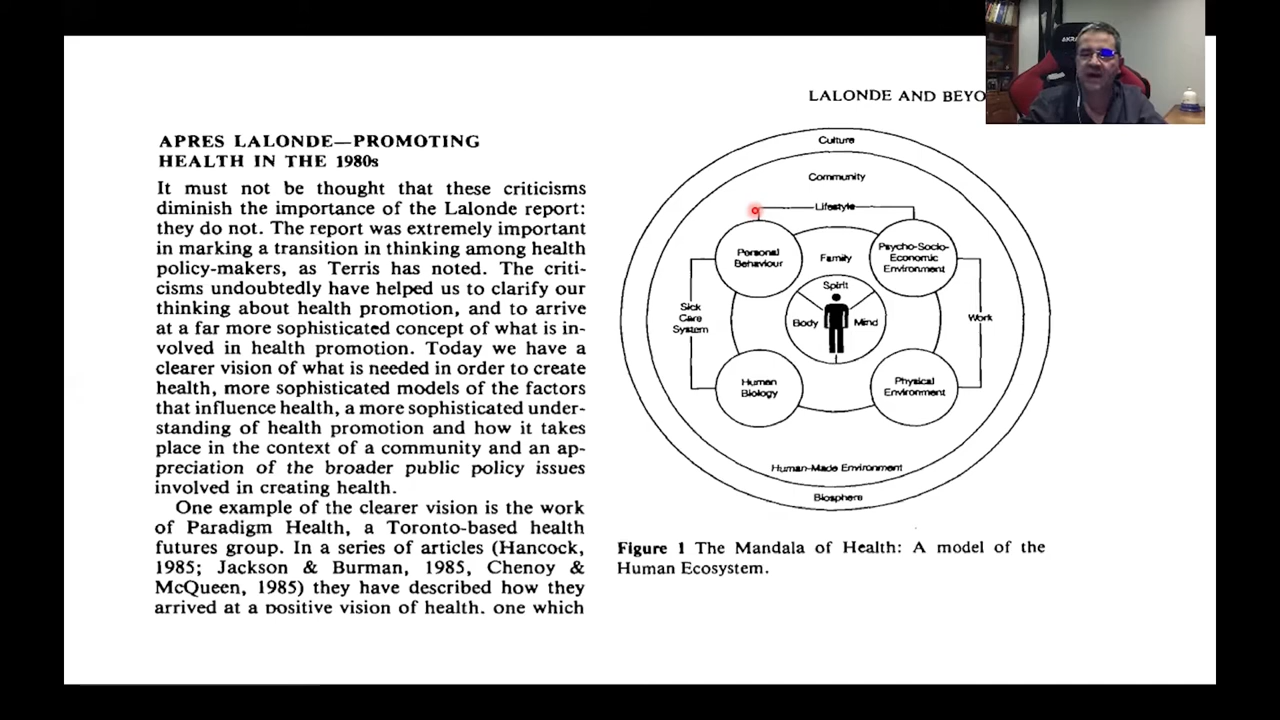 LALONDE AND BEYO
APRES LALONDE—PROMOTING
HEALTH IN THE 1980s
It must not be thought that these criticisms
diminish the importance of the Lalonde report:
they do not. The report was extremely important
in marking a transition in thinking among health
policy-makers, as Terris has noted. The criti-
cisms undoubtedly have helped us to clarify our
thinking about health promotion, and to arrive
at a far more sophisticated concept of what is in-
volved in health promotion. Today we have a
clearer vision of what is needed in order to create
health, more sophisticated models of the factors
that influence health, a more sophisticated under-
standing of health promotion and how it takes
place in the context of a community and an ap-
preciation of the broader public policy issues
involved in creating health.
One example of the clearer vision is the work
of Paradigm Health, a Toronto-based health
futures group. In a series of articles (Hancock,
1985; Jackson & Burman, 1985, Chenoy &
McQueen, 1985) they have described how they
arrived at a positive vision of health. one which
Culture
Community
Lifestyle
Personal
Behaviour
Family
Psycho-Socio-
Economic
Environment
Spirit
Body
Mind
Sick
Care
System
Work
Human
Biology
Physical
Environment
Human-Made Environment
Biosphere
Figure 1 The Mandala of Health: A model of the
Human Ecosystem.